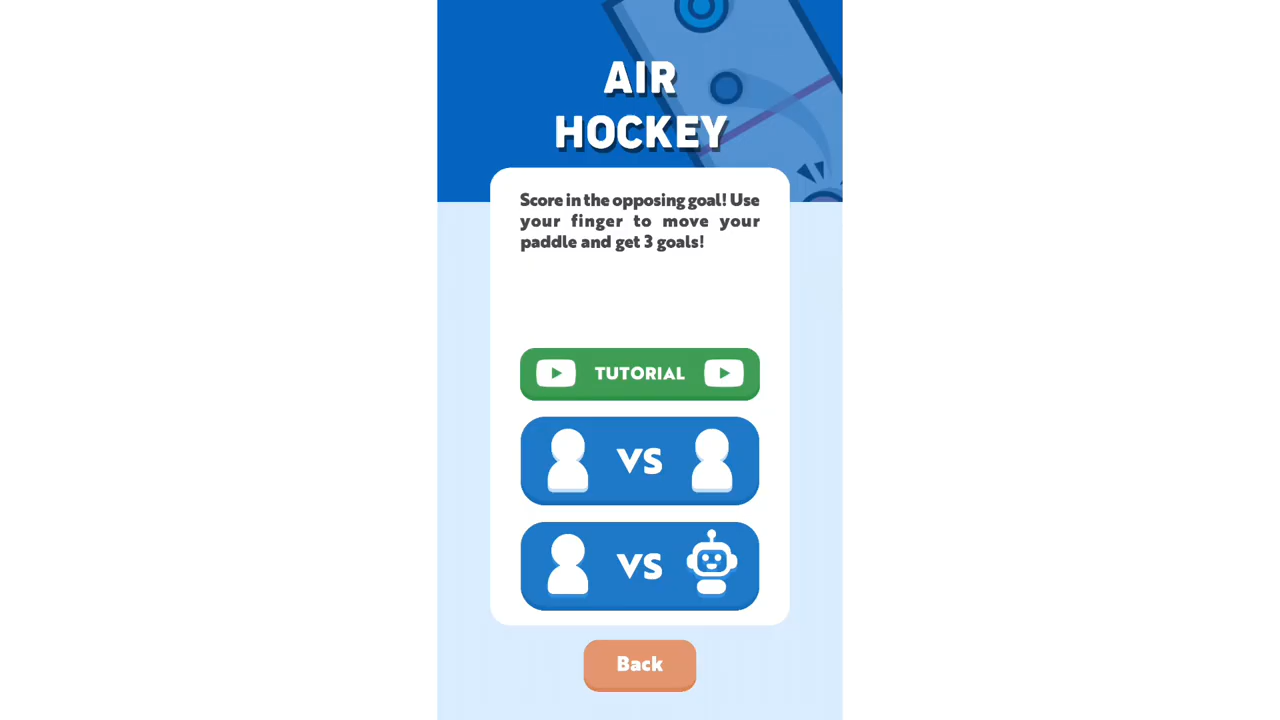 AIR
HOCKEY
Score in the opposing goal! Use
your finger to move your
paddle and get 3 goals!
TUTORIAL
VS
VS
Back